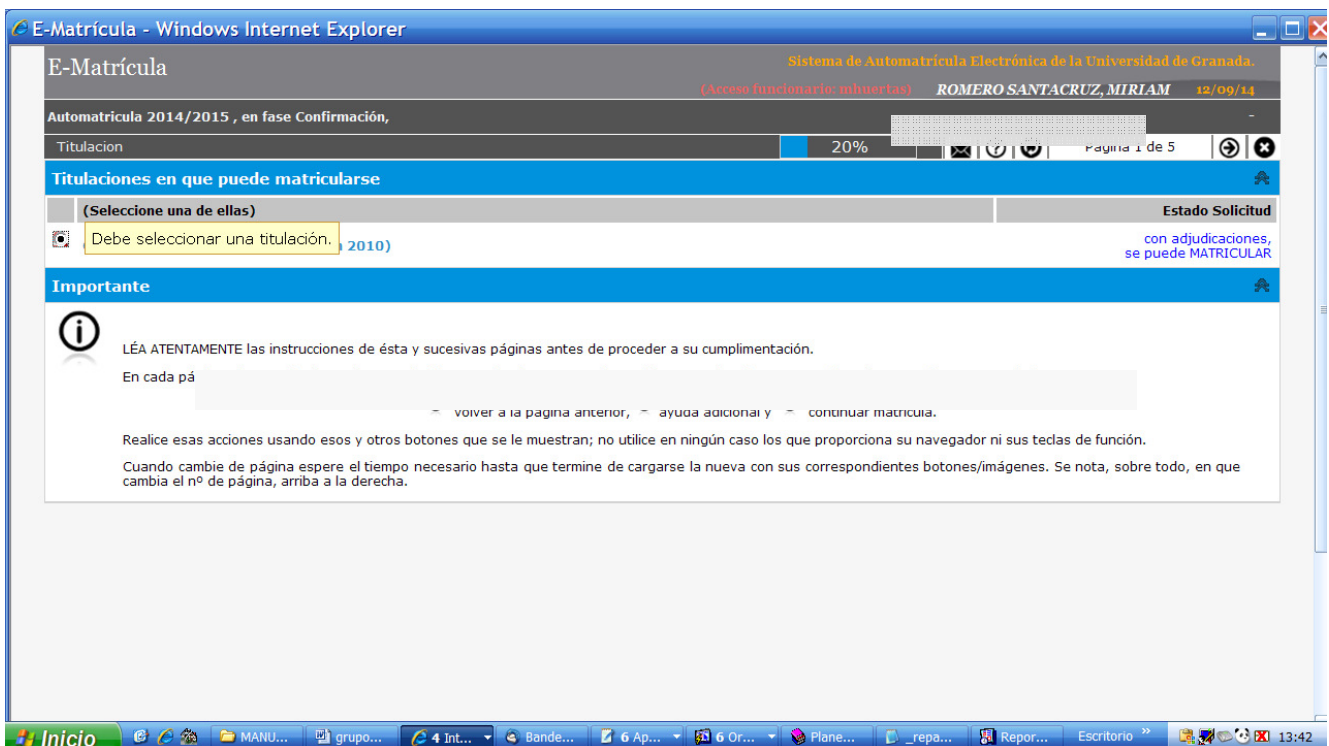 E-Matrícula - Windows Internet Explorer
E-Matrícula
Sistema de Automatrícula Electrónica de la Universidad de Granada.
(Acceso funcionario: mhuertas) ROMERO SANTACRUZ, MIRIAM 12/09/14
Automatricula 2014/2015 , en fase Confirmación, -
Titulacion 20% Pagina 1 de 5
Titulaciones en que puede matricularse
(Seleccione una de ellas) Estado Solicitud
Debe seleccionar una titulación. 2010) con adjudicaciones,
se puede MATRICULAR
Importante
LÉA ATENTAMENTE las instrucciones de ésta y sucesivas páginas antes de proceder a su cumplimentación.
En cada pá
- volver a la página anterior, - ayuda adicional y - continuar matrícula.
Realice esas acciones usando esos y otros botones que se le muestran; no utilice en ningún caso los que proporciona su navegador ni sus teclas de función.
Cuando cambie de página espere el tiempo necesario hasta que termine de cargarse la nueva con sus correspondientes botones/imágenes. Se nota, sobre todo, en que
cambia el nº de página, arriba a la derecha.
Inicio MANU... grupo... 4 Int... Bande... 6 Ap... 6 Or... Plane... _repa... Repor... Escritorio » 13:42